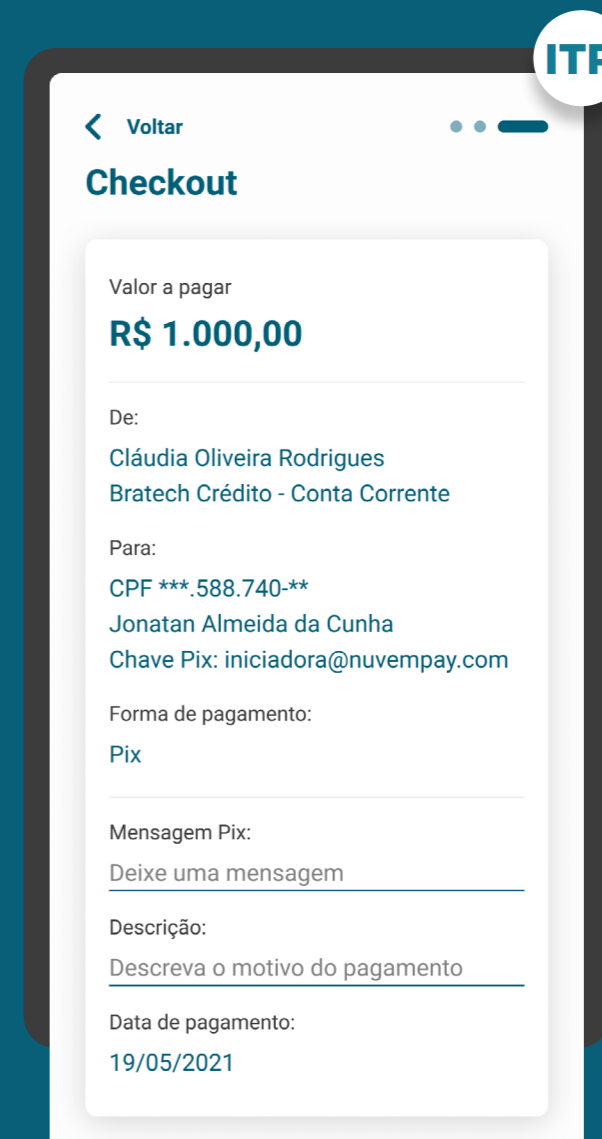 ITP
Voltar
Checkout
Valor a pagar
R$ 1.000,00
De:
Cláudia Oliveira Rodrigues
Bratech Crédito - Conta Corrente
Para:
CPF ***.588.740-**
Jonatan Almeida da Cunha
Chave Pix: iniciadora@nuvempay.com
Forma de pagamento:
Pix
Mensagem Pix:
Deixe uma mensagem
Descrição:
Descreva o motivo do pagamento
Data de pagamento:
19/05/2021